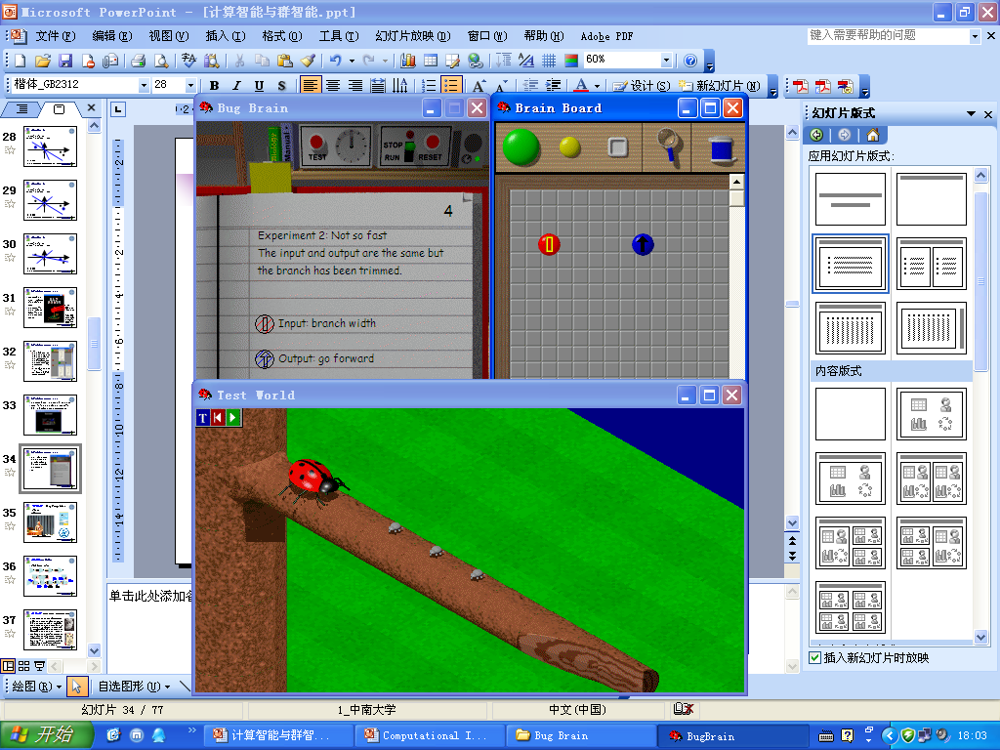 Microsoft PowerPoint - [计算智能与群智能.ppt]
文件(F) 编辑(E) 视图(V) 插入(I) 格式(O) 工具(T) 幻灯片放映(D) 窗口(W) 帮助(H) Adobe PDF
键入需要帮助的问题
60%
楷体_GB2312
28
B I U S
A A A
设计(S)
新幻灯片(N)
28
29
30
31
32
33
34
35
36
37
Bug Brain
Manual
TEST
STOP
RUN
RESET
4
Experiment 2: Not so fast
The input and output are the same but
the branch has been trimmed.
Input: branch width
Output: go forward
Brain Board
Test World
T
幻灯片版式
应用幻灯片版式:
内容版式
插入新幻灯片时放映
单击此处添加
绘图(R)
自选图形(U)
幻灯片 34 / 77
1_中南大学
中文(中国)
开始
计算智能与群智...
Computational I...
Bug Brain
BugBrain
18:03